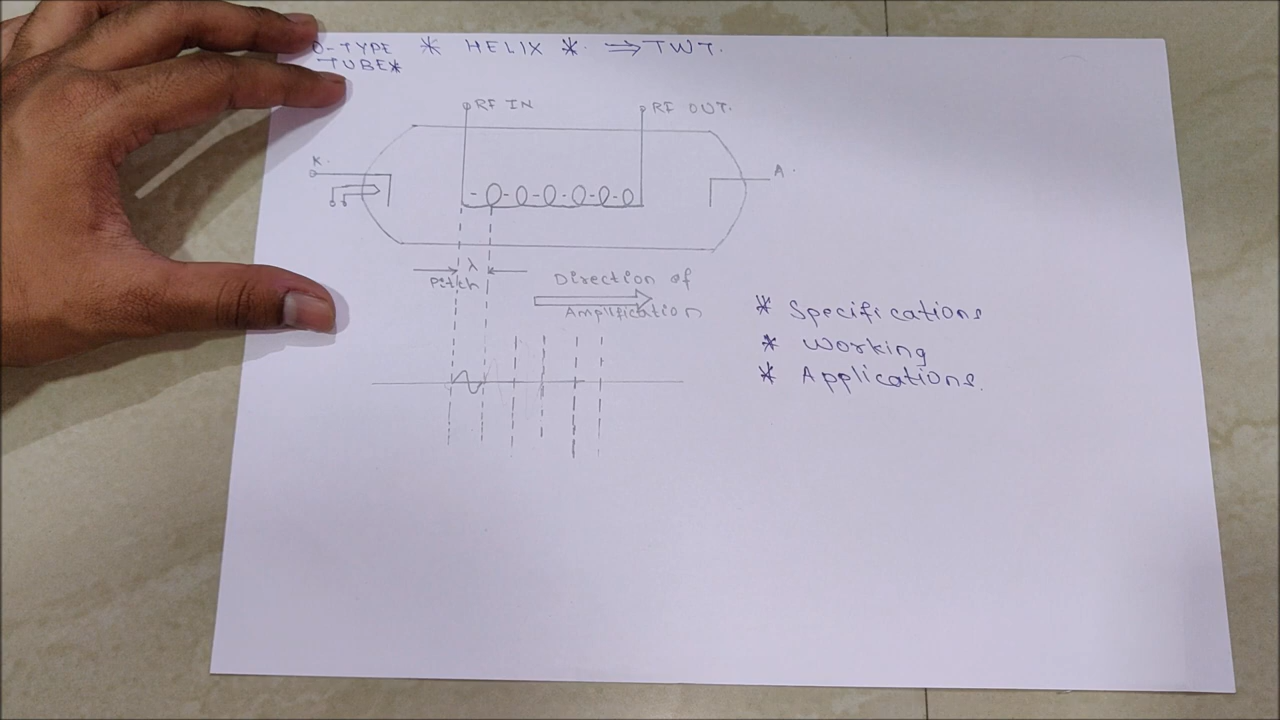 O-TYPE * HELIX * ⇒ TWT.
TUBE*
RF IN
RF OUT.
K.
A.
λ
Pitch
Direction of
Amplification
* Specifications
* Working
* Applications.